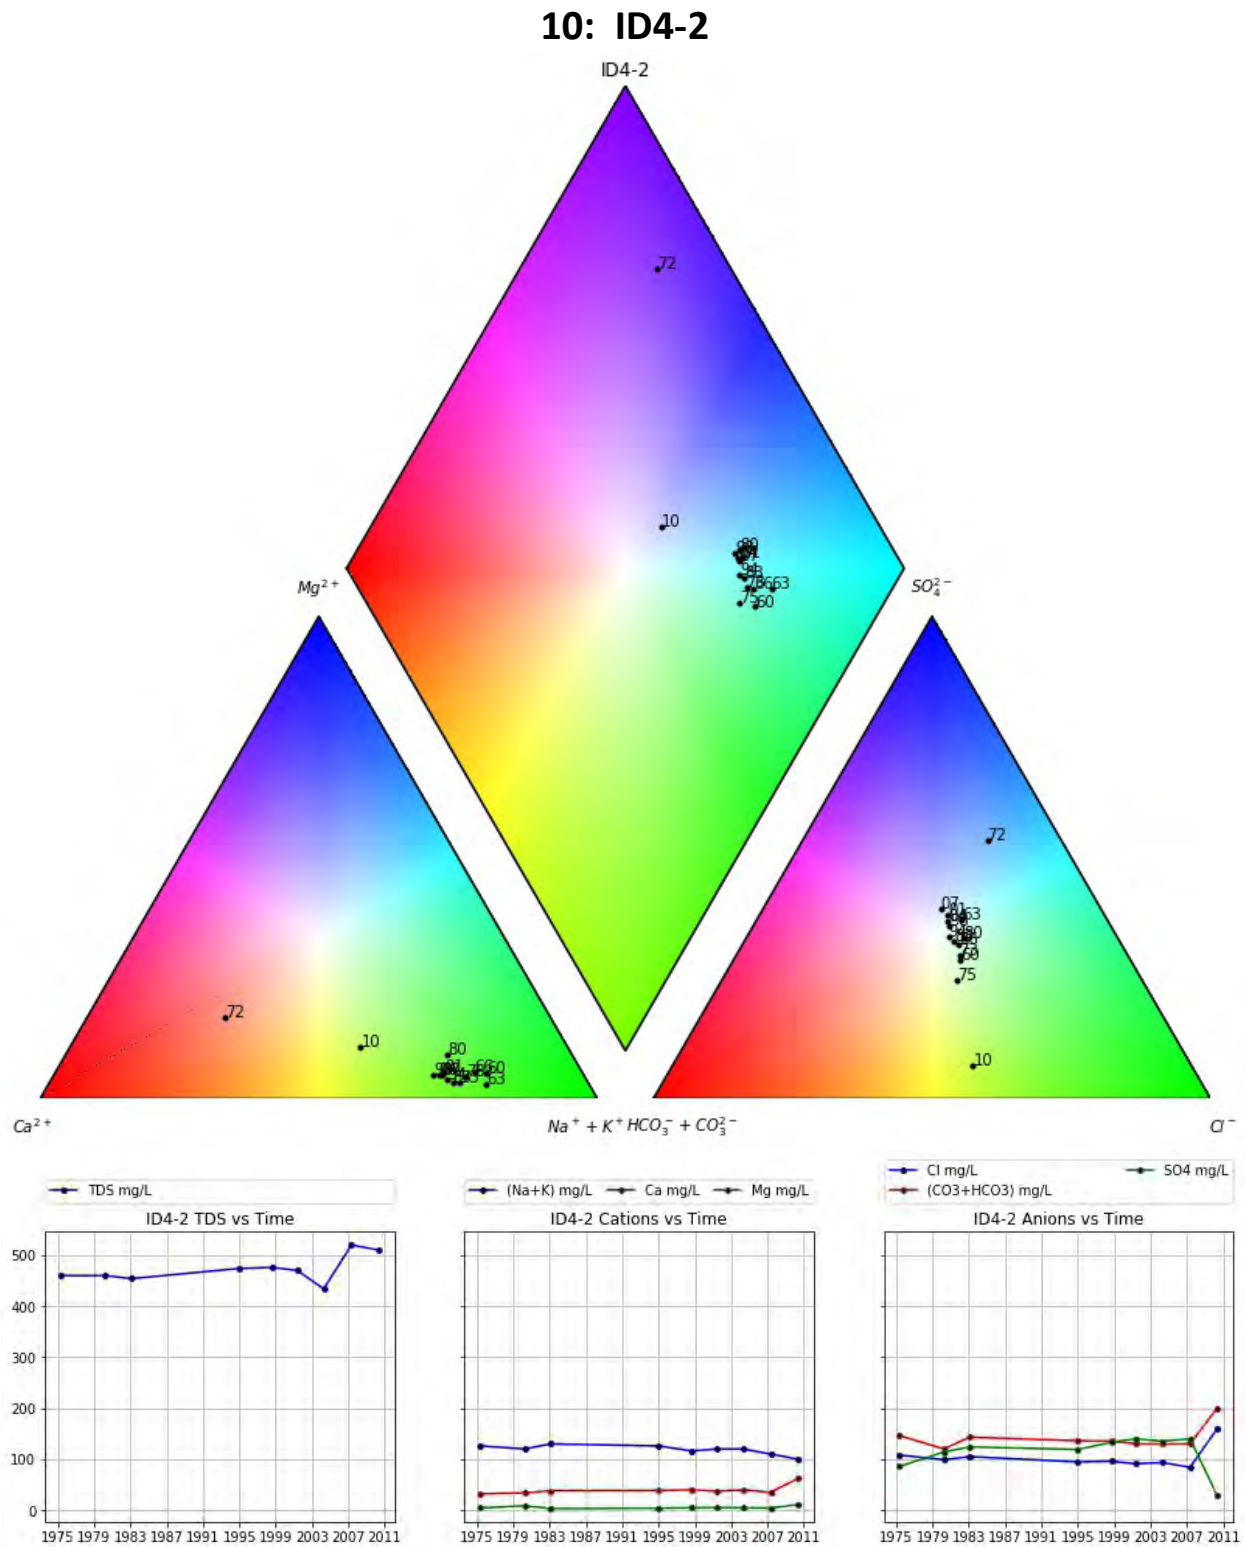 10:  ID4-2
ID4-2
72
10
80
94
83
63
75
60
Mg²⁺
SO₄²⁻
72
10
80
91
60
63
72
07
91
63
80
60
75
10
Ca²⁺
Na⁺ + K⁺ HCO₃⁻ + CO₃²⁻
Cl⁻
TDS mg/L
(Na+K) mg/L Ca mg/L Mg mg/L
Cl mg/L SO4 mg/L
(CO3+HCO3) mg/L
ID4-2 TDS vs Time
ID4-2 Cations vs Time
ID4-2 Anions vs Time
500
400
300
200
100
0
1975 1979 1983 1987 1991 1995 1999 2003 2007 2011
1975 1979 1983 1987 1991 1995 1999 2003 2007 2011
1975 1979 1983 1987 1991 1995 1999 2003 2007 2011